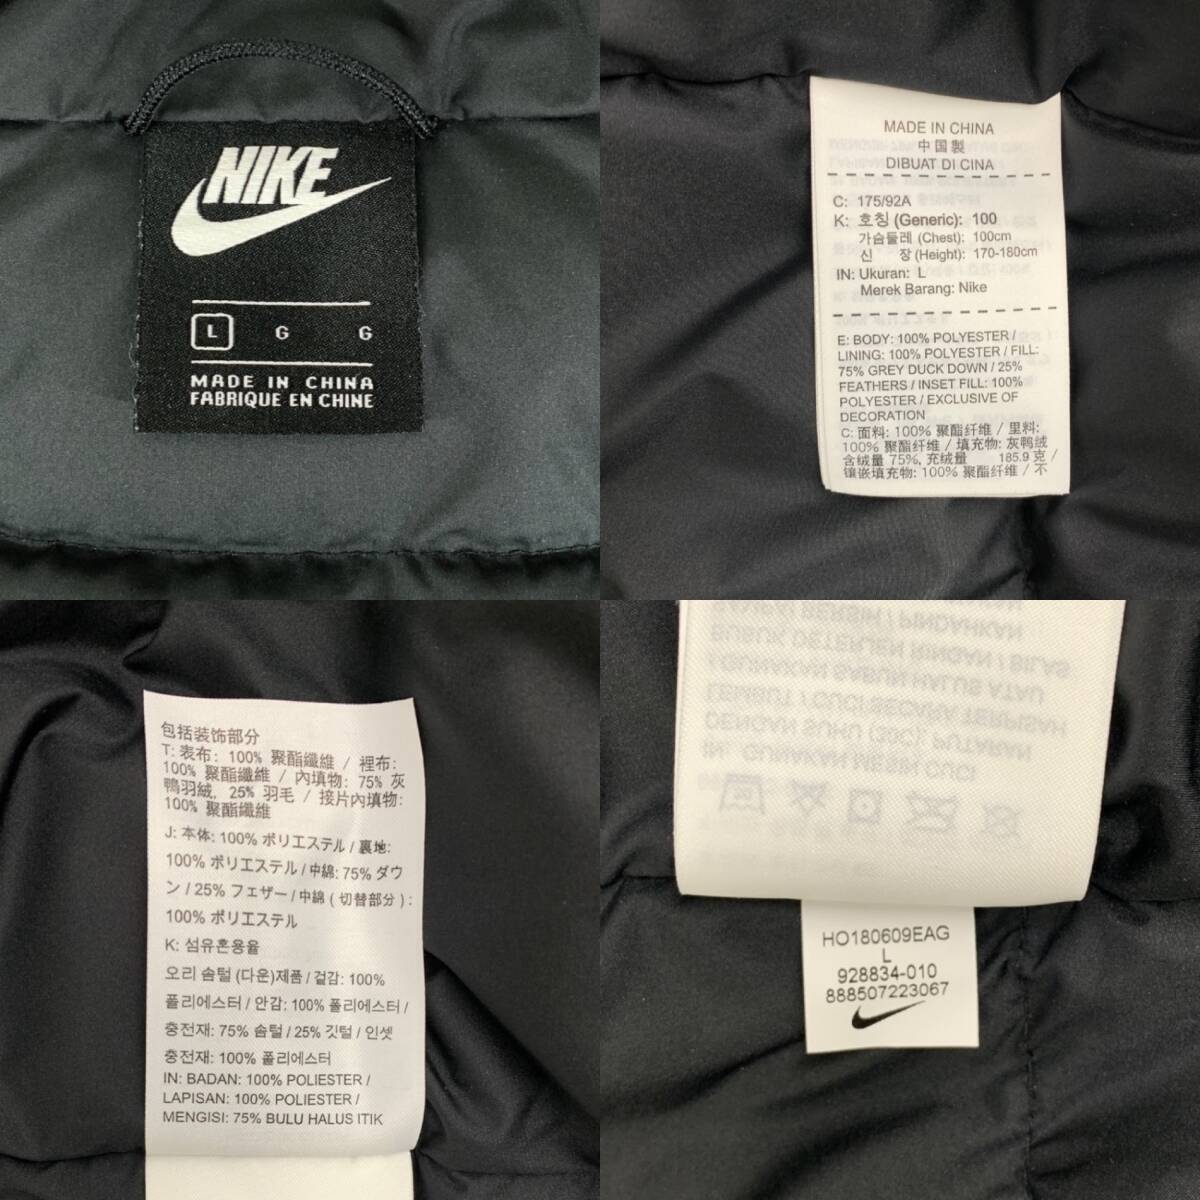 NIKE
L G G
MADE IN CHINA
FABRIQUE EN CHINE
MADE IN CHINA
中国製
DIBUAT DI CINA
C: 175/92A
K: 호칭 (Generic): 100
가슴둘레 (Chest): 100cm
신 장 (Height): 170-180cm
IN: Ukuran: L
Merek Barang: Nike
E: BODY: 100% POLYESTER /
LINING: 100% POLYESTER / FILL:
75% GREY DUCK DOWN / 25%
FEATHERS / INSET FILL: 100%
POLYESTER / EXCLUSIVE OF
DECORATION
C: 面料: 100% 聚酯纤维 / 里料:
100% 聚酯纤维 / 填充物: 灰鸭绒
含绒量 75%, 充绒量 185.9 克 /
镶嵌填充物: 100% 聚酯纤维 / 不
包括装饰部分
T: 表布: 100% 聚酯纖維 / 裡布:
100% 聚酯纖維 / 內填物: 75% 灰
鴨羽絨, 25% 羽毛 / 接片內填物:
100% 聚酯纖維
J: 本体: 100% ポリエステル / 裏地:
100% ポリエステル / 中綿: 75% ダウ
ン / 25% フェザー / 中綿 ( 切替部分 ) :
100% ポリエステル
K: 섬유혼용율
오리 솜털 (다운)제품 / 겉감: 100%
폴리에스터 / 안감: 100% 폴리에스터 /
충전재: 75% 솜털 / 25% 깃털 / 인셋
충전재: 100% 폴리에스터
IN: BADAN: 100% POLIESTER /
LAPISAN: 100% POLIESTER /
MENGISI: 75% BULU HALUS ITIK
HO180609EAG
L
928834-010
888507223067